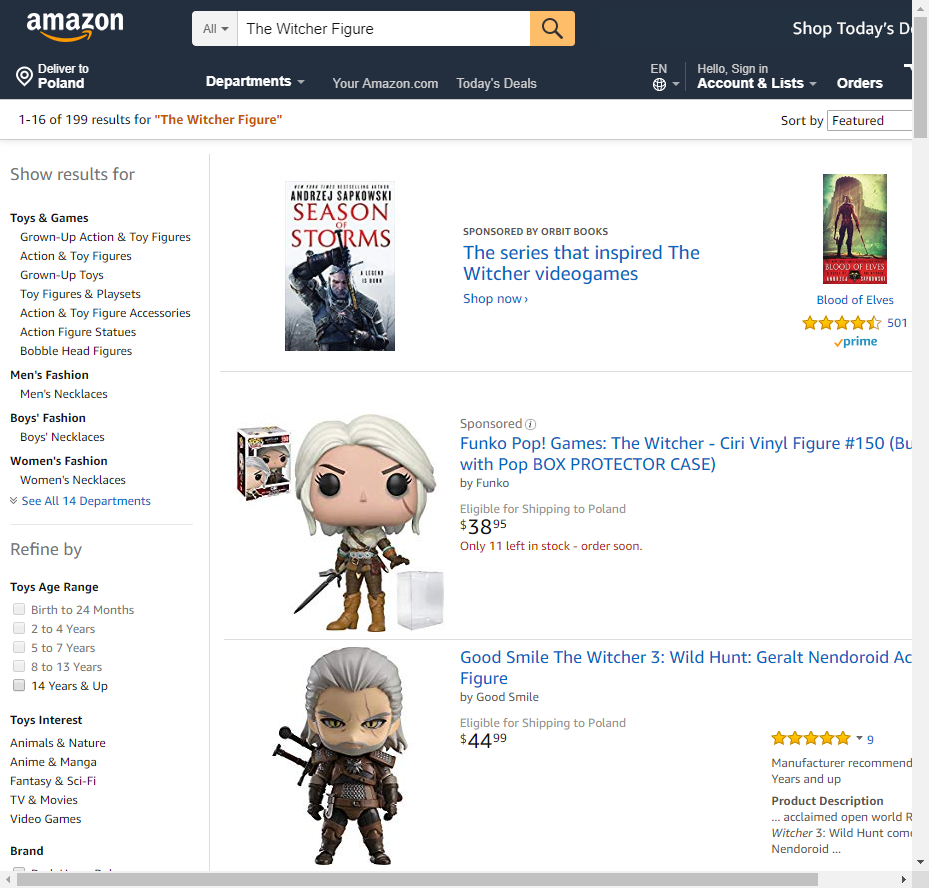 amazon
All
The Witcher Figure
Shop Today's
Deliver to
Poland
Departments
Your Amazon.com
Today's Deals
EN
Hello, Sign in
Account & Lists
Orders
1-16 of 199 results for "The Witcher Figure"
Sort by
Featured
Show results for
Toys & Games
Grown-Up Action & Toy Figures
Action & Toy Figures
Grown-Up Toys
Toy Figures & Playsets
Action & Toy Figure Accessories
Action Figure Statues
Bobble Head Figures
Men's Fashion
Men's Necklaces
Boys' Fashion
Boys' Necklaces
Women's Fashion
Women's Necklaces
See All 14 Departments
Refine by
Toys Age Range
Birth to 24 Months
2 to 4 Years
5 to 7 Years
8 to 13 Years
14 Years & Up
Toys Interest
Animals & Nature
Anime & Manga
Fantasy & Sci-Fi
TV & Movies
Video Games
Brand
NEW YORK TIMES BESTSELLING AUTHOR
ANDRZEJ SAPKOWSKI
SEASON
OF
STORMS
A LEGEND
IS BORN
SPONSORED BY ORBIT BOOKS
The series that inspired The
Witcher videogames
Shop now ›
BLOOD OF ELVES
ANDRZEJ SAPKOWSKI
Blood of Elves
501
prime
Sponsored
Funko Pop! Games: The Witcher - Ciri Vinyl Figure #150 (Bu
with Pop BOX PROTECTOR CASE)
by Funko
Eligible for Shipping to Poland
$38 95
Only 11 left in stock - order soon.
Good Smile The Witcher 3: Wild Hunt: Geralt Nendoroid Ac
Figure
by Good Smile
Eligible for Shipping to Poland
$44 99
9
Manufacturer recommend
Years and up
Product Description
... acclaimed open world R
Witcher 3: Wild Hunt com
Nendoroid ...